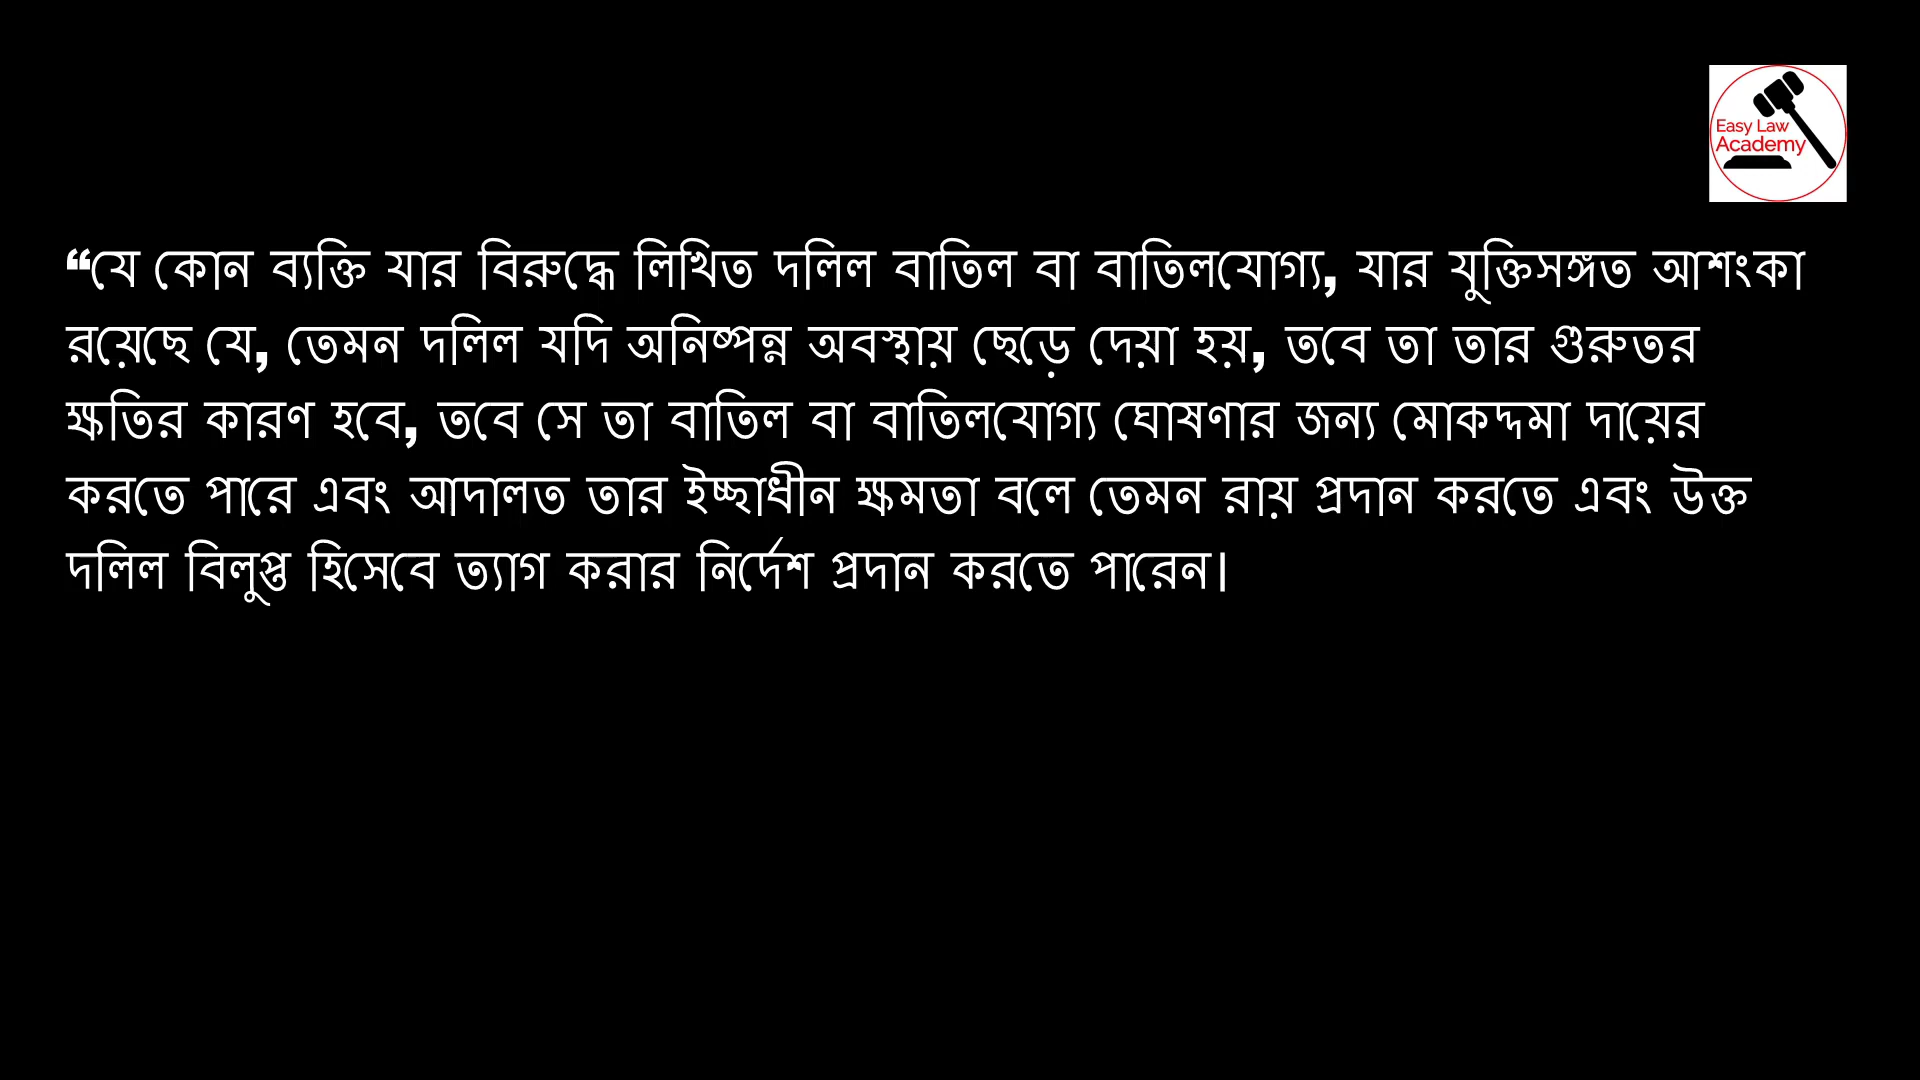 Easy Law
Academy
“যে কোন ব্যক্তি যার বিরুদ্ধে লিখিত দলিল বাতিল বা বাতিলযোগ্য, যার যুক্তিসঙ্গত আশংকা
রয়েছে যে, তেমন দলিল যদি অনিষ্পন্ন অবস্থায় ছেড়ে দেয়া হয়, তবে তা তার গুরুতর
ক্ষতির কারণ হবে, তবে সে তা বাতিল বা বাতিলযোগ্য ঘোষণার জন্য মোকদ্দমা দায়ের
করতে পারে এবং আদালত তার ইচ্ছাধীন ক্ষমতা বলে তেমন রায় প্রদান করতে এবং উক্ত
দলিল বিলুপ্ত হিসেবে ত্যাগ করার নির্দেশ প্রদান করতে পারেন।